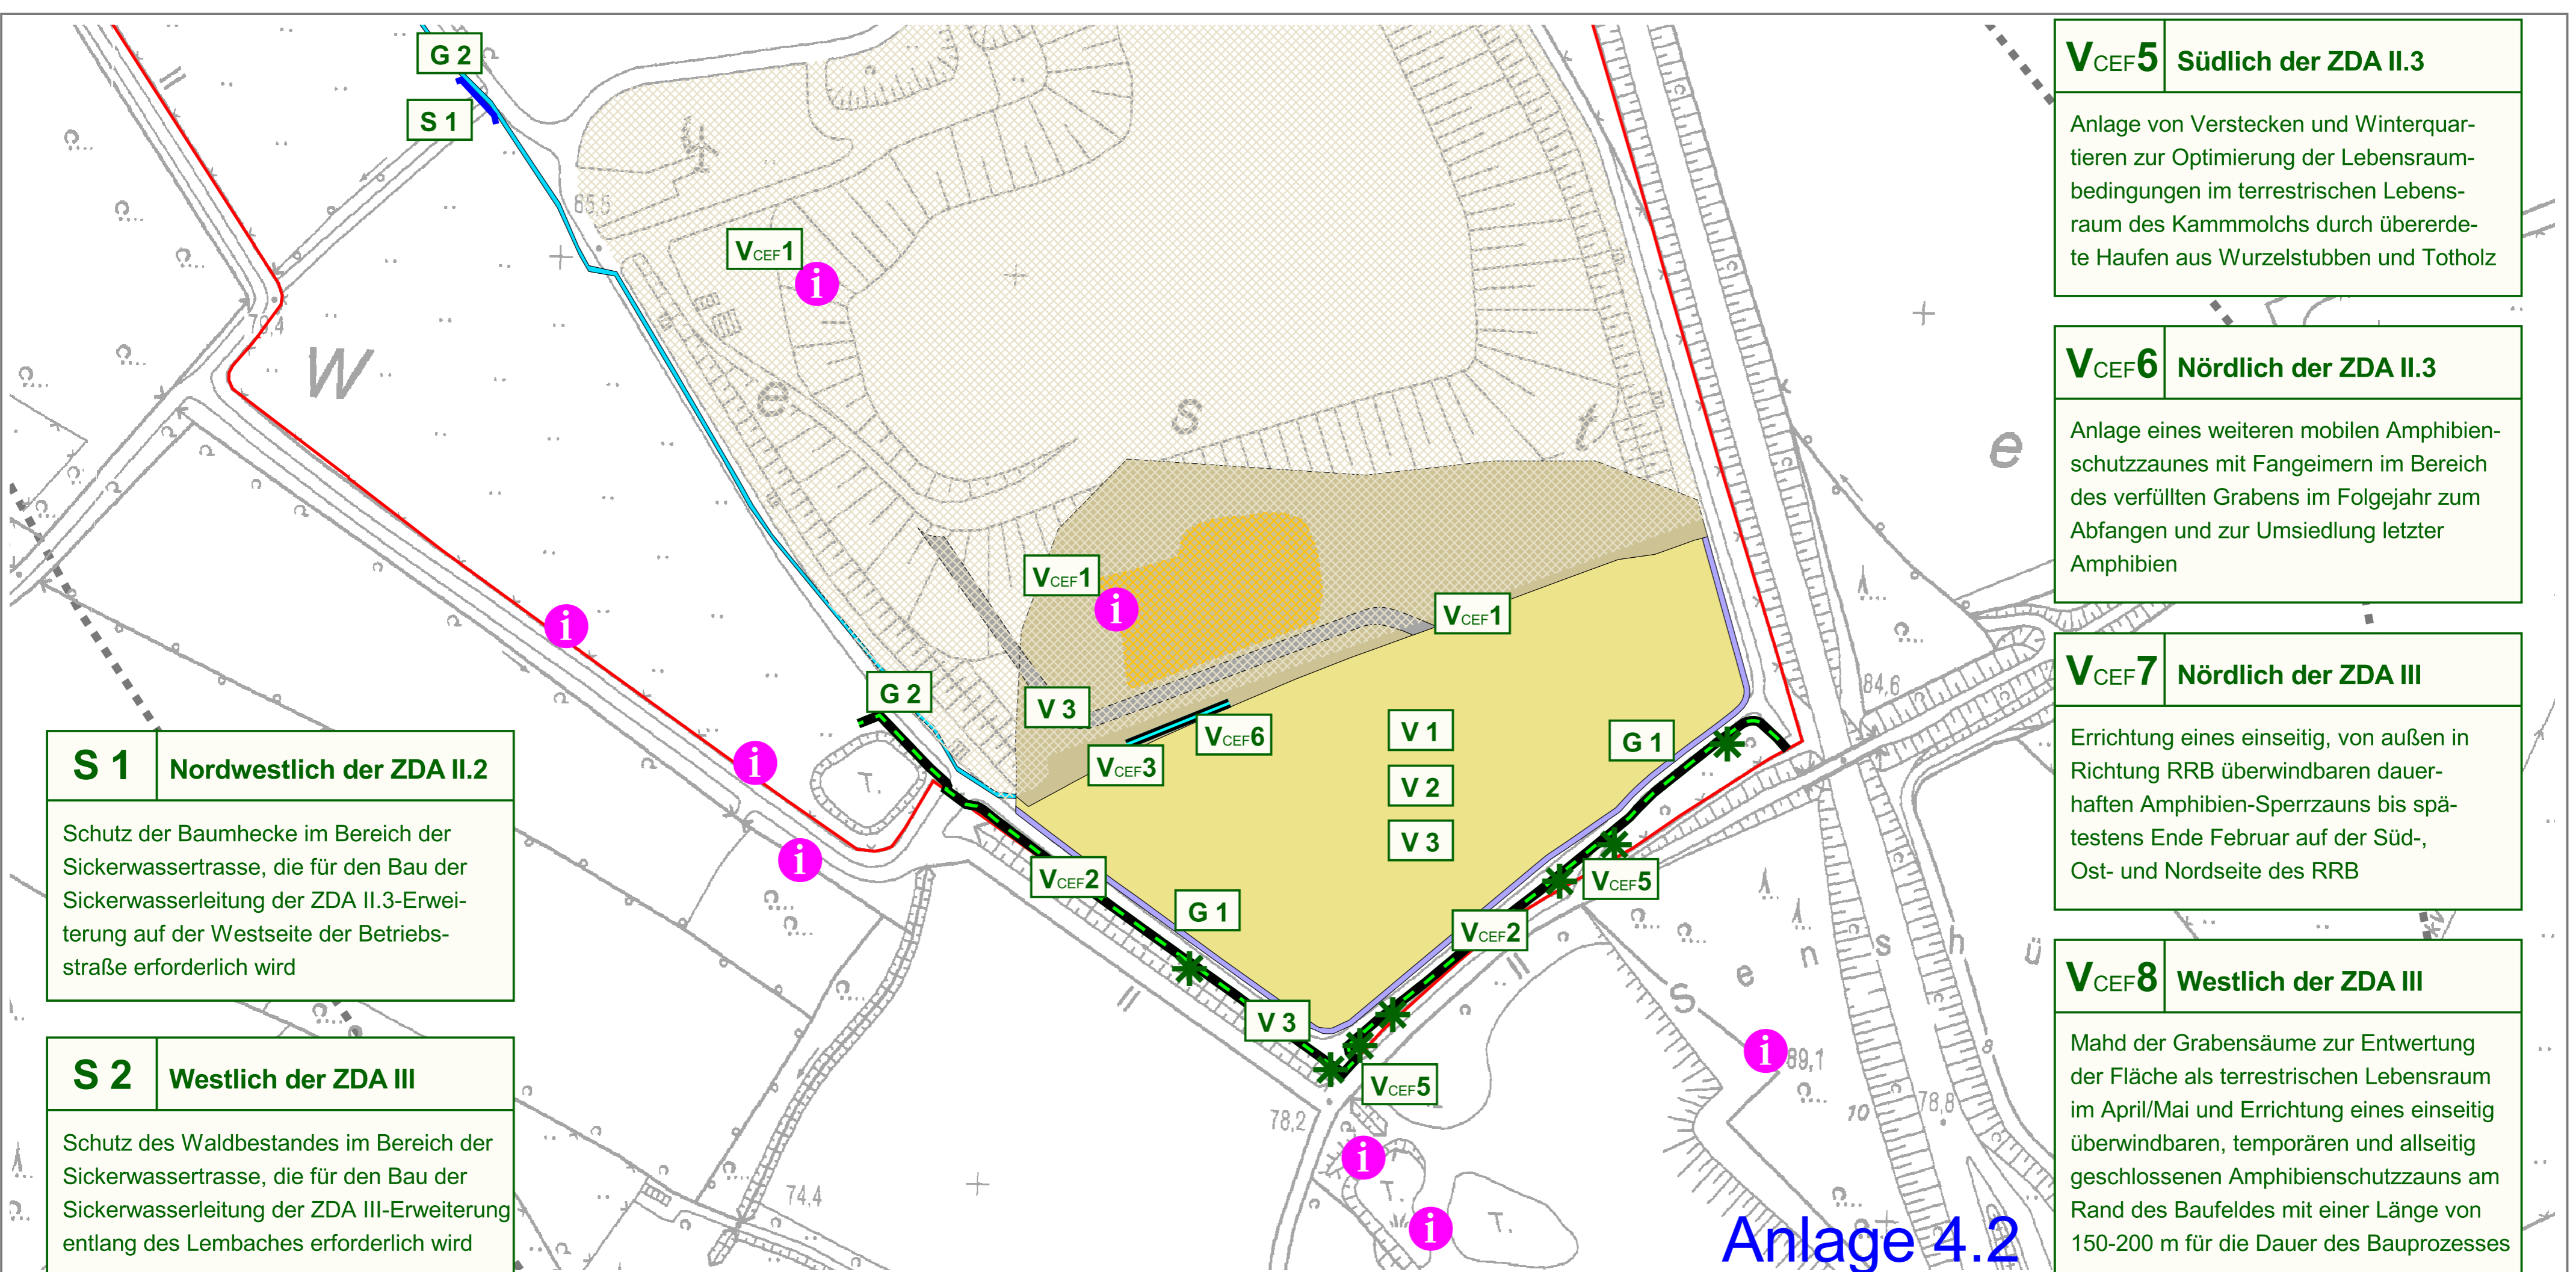 G 2
S 1
85,5
VCEF1
i
79,4
W
e
s
t
e
VCEF1
i
VCEF1
i
G 2
V 3
VCEF6
VCEF3
V 1
V 2
V 3
G 1
84,6
i
T.
i
VCEF2
G 1
VCEF5
VCEF2
V 3
VCEF5
S
e
n
s
h
ü
i
89,1
78,2
i
T.
i
T.
10
78,8
8
74,4
Anlage 4.2
S 1 Nordwestlich der ZDA II.2
Schutz der Baumhecke im Bereich der
Sickerwassertrasse, die für den Bau der
Sickerwasserleitung der ZDA II.3-Erwei-
terung auf der Westseite der Betriebs-
straße erforderlich wird
S 2 Westlich der ZDA III
Schutz des Waldbestandes im Bereich der
Sickerwassertrasse, die für den Bau der
Sickerwasserleitung der ZDA III-Erweiterung
entlang des Lembaches erforderlich wird
VCEF5 Südlich der ZDA II.3
Anlage von Verstecken und Winterquar-
tieren zur Optimierung der Lebensraum-
bedingungen im terrestrischen Lebens-
raum des Kammmolchs durch übererde-
te Haufen aus Wurzelstubben und Totholz
VCEF6 Nördlich der ZDA II.3
Anlage eines weiteren mobilen Amphibien-
schutzzaunes mit Fangeimern im Bereich
des verfüllten Grabens im Folgejahr zum
Abfangen und zur Umsiedlung letzter
Amphibien
VCEF7 Nördlich der ZDA III
Errichtung eines einseitig, von außen in
Richtung RRB überwindbaren dauer-
haften Amphibien-Sperrzauns bis spä-
testens Ende Februar auf der Süd-,
Ost- und Nordseite des RRB
VCEF8 Westlich der ZDA III
Mahd der Grabensäume zur Entwertung
der Fläche als terrestrischen Lebensraum
im April/Mai und Errichtung eines einseitig
überwindbaren, temporären und allseitig
geschlossenen Amphibienschutzzauns am
Rand des Baufeldes mit einer Länge von
150-200 m für die Dauer des Bauprozesses